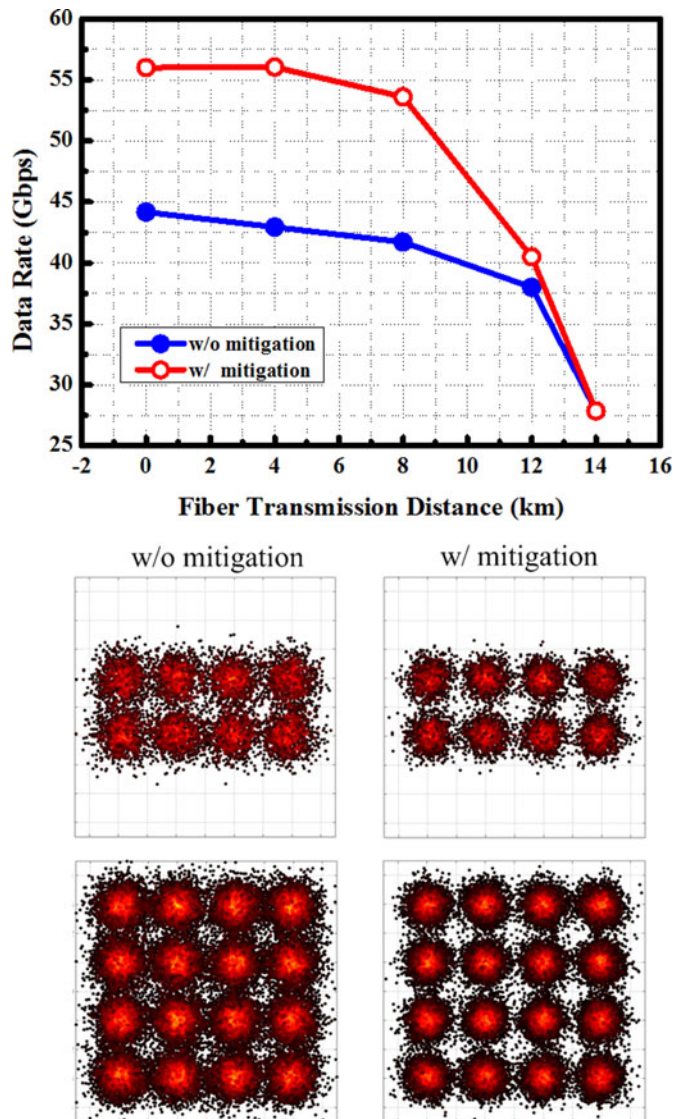 60
55
50
45
40
35
30
25
Data Rate (Gbps)
w/o mitigation
w/ mitigation
-2 0 2 4 6 8 10 12 14 16
Fiber Transmission Distance (km)
w/o mitigation w/ mitigation